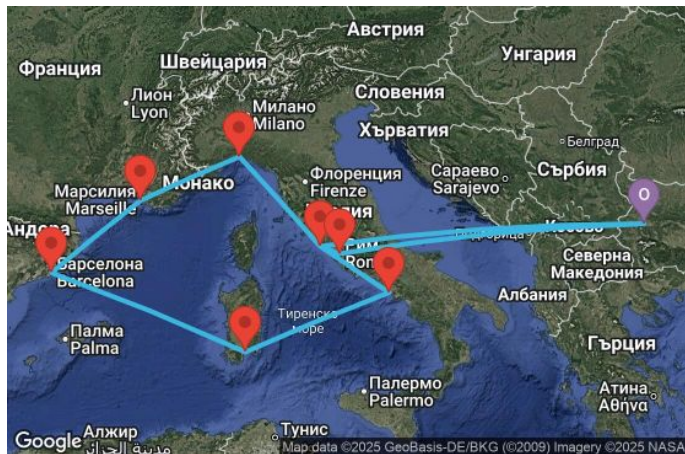 Австрия
Унгария
Швейцария
Франция
Словения
Лион
Lyon
Милано
Milano
Хърватия
Белград
Флоренция
Firenze
Сараево
Sarajevo
Сърбия
Монако
Марсилия
Marseille
O
Андора
Косово
Северна
Македония
Барселона
Barcelona
Албания
Тиренско
море
Палма
Palma
Гърция
Палермо
Palermo
Атина
Αθήνα
Google
Алжир
مدينة الجزائر
Тунис
Map data ©2025 GeoBasis-DE/BKG (©2009) Imagery ©2025 NASA